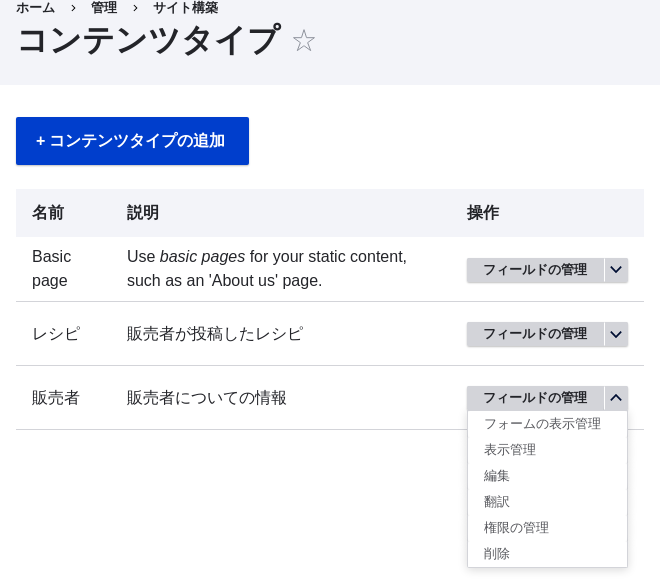 ホーム › 管理 › サイト構築
コンテンツタイプ
+ コンテンツタイプの追加
名前 説明 操作
Basic page
Use basic pages for your static content,
such as an 'About us' page.
フィールドの管理
レシピ 販売者が投稿したレシピ フィールドの管理
販売者 販売者についての情報 フィールドの管理
フォームの表示管理
表示管理
編集
翻訳
権限の管理
削除